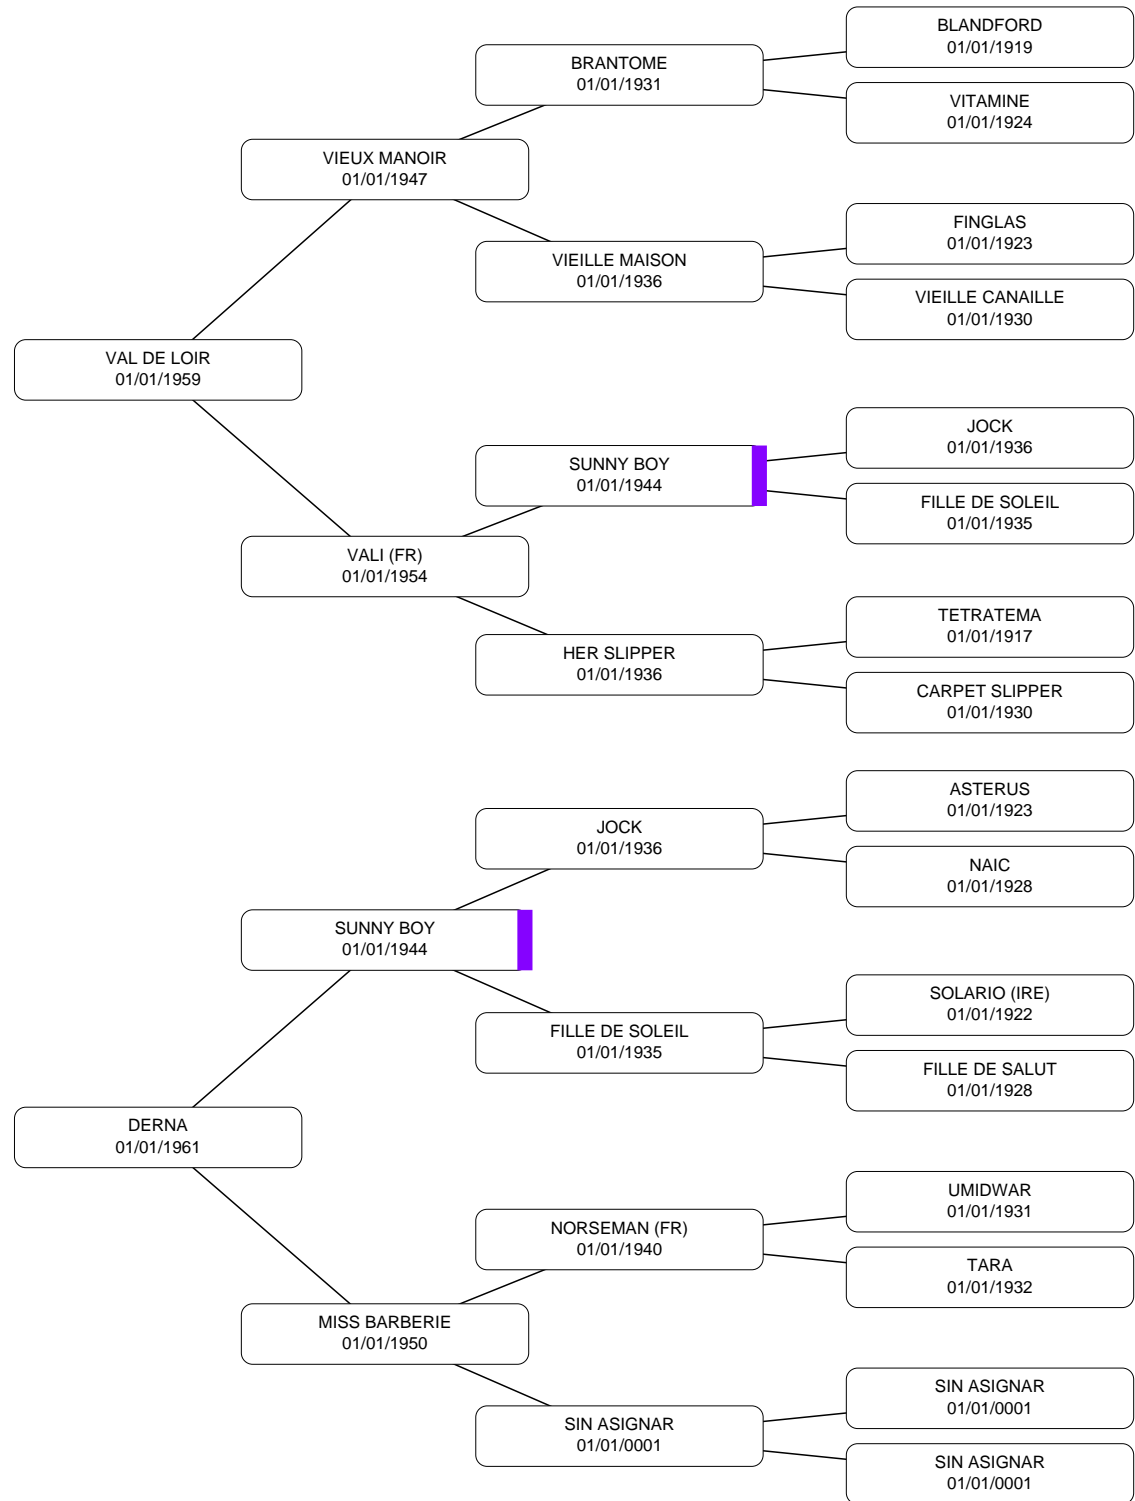 BLANDFORD
01/01/1919
BRANTOME
01/01/1931
VITAMINE
01/01/1924
VIEUX MANOIR
01/01/1947
FINGLAS
01/01/1923
VIEILLE MAISON
01/01/1936
VIEILLE CANAILLE
01/01/1930
VAL DE LOIR
01/01/1959
JOCK
01/01/1936
SUNNY BOY
01/01/1944
FILLE DE SOLEIL
01/01/1935
VALI (FR)
01/01/1954
TETRATEMA
01/01/1917
HER SLIPPER
01/01/1936
CARPET SLIPPER
01/01/1930
ASTERUS
01/01/1923
JOCK
01/01/1936
NAIC
01/01/1928
SUNNY BOY
01/01/1944
SOLARIO (IRE)
01/01/1922
FILLE DE SOLEIL
01/01/1935
FILLE DE SALUT
01/01/1928
DERNA
01/01/1961
UMIDWAR
01/01/1931
NORSEMAN (FR)
01/01/1940
TARA
01/01/1932
MISS BARBERIE
01/01/1950
SIN ASIGNAR
01/01/0001
SIN ASIGNAR
01/01/0001
SIN ASIGNAR
01/01/0001